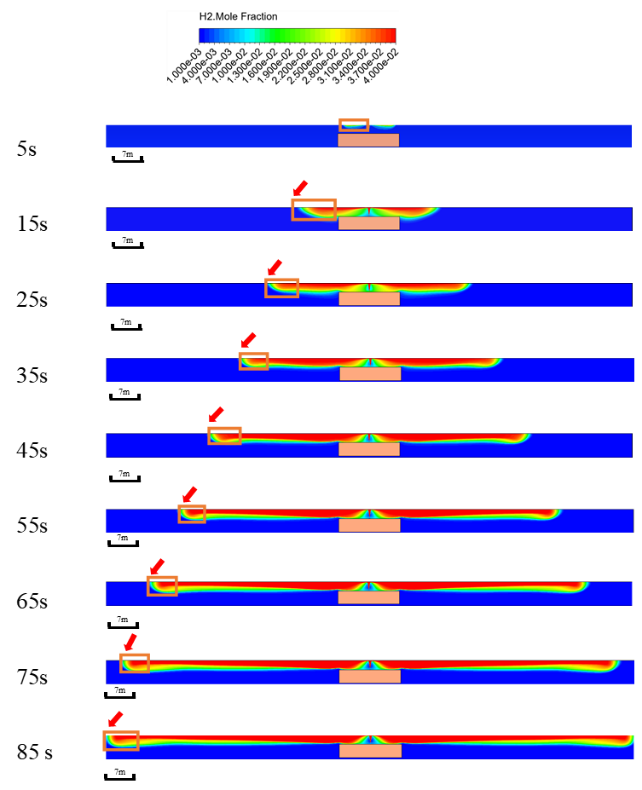 H2.Mole Fraction
1.000e-03
4.000e-03
7.000e-03
1.000e-02
1.300e-02
1.600e-02
1.900e-02
2.200e-02
2.500e-02
2.800e-02
3.100e-02
3.400e-02
3.700e-02
4.000e-02
5s
7m
15s
7m
25s
7m
35s
7m
45s
7m
55s
7m
65s
7m
75s
7m
85 s
7m